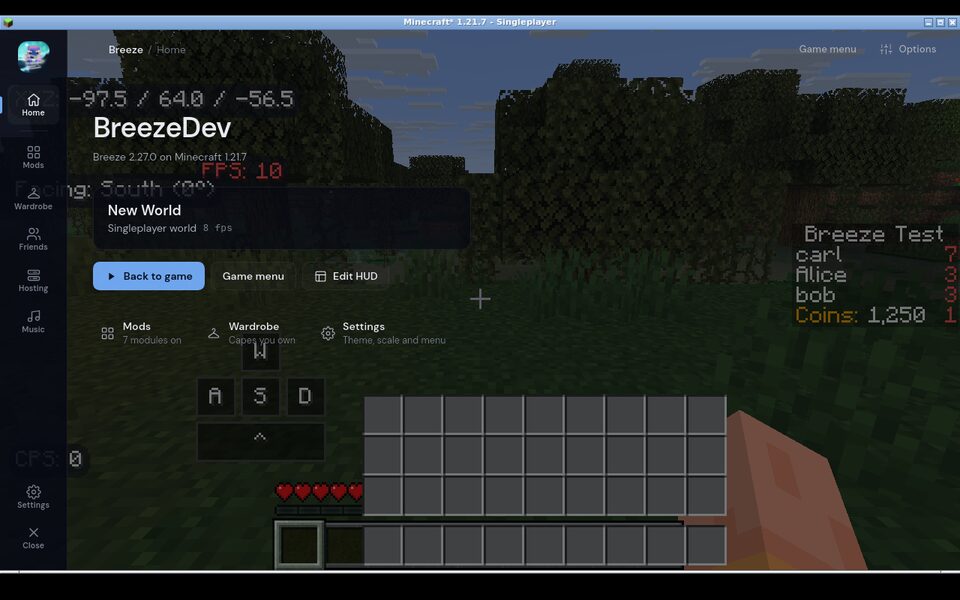 Minecraft* 1.21.7 - Singleplayer
Breeze / Home
Game menu
Options
-97.5 / 64.0 / -56.5
Home
BreezeDev
Breeze 2.27.0 on Minecraft 1.21.7
FPS: 10
Mods
Facing: South (0°)
Wardrobe
New World
Singleplayer world 8 fps
Friends
Breeze Test
carl 7
Alice 3
bob 3
Coins: 1,250 1
Back to game
Game menu
Edit HUD
Hosting
Music
Mods
7 modules on
Wardrobe
Capes you own
Settings
Theme, scale and menu
W
A S D
^
CPS: 0
Settings
Close